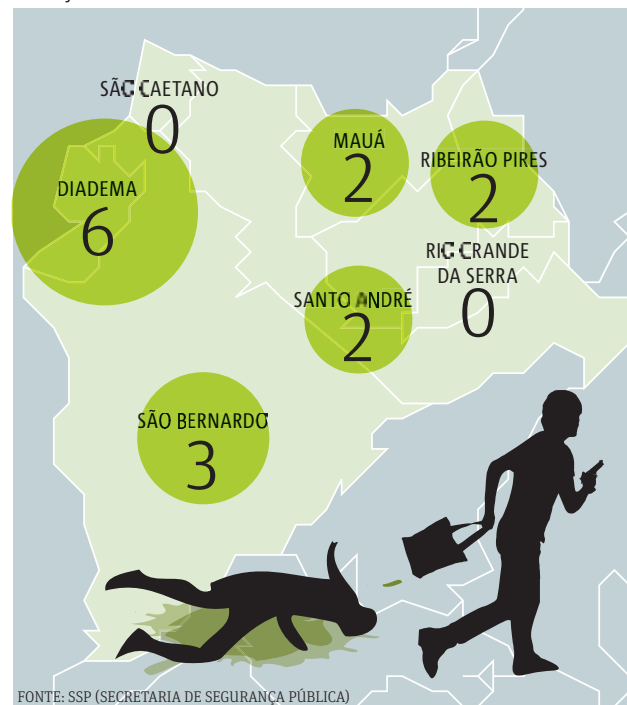 SÃO CAETANO
0
MAUÁ
2
RIBEIRÃO PIRES
2
DIADEMA
6
RIO GRANDE
DA SERRA
0
SANTO ANDRÉ
2
SÃO BERNARDO
3
FONTE: SSP (SECRETARIA DE SEGURANÇA PÚBLICA)